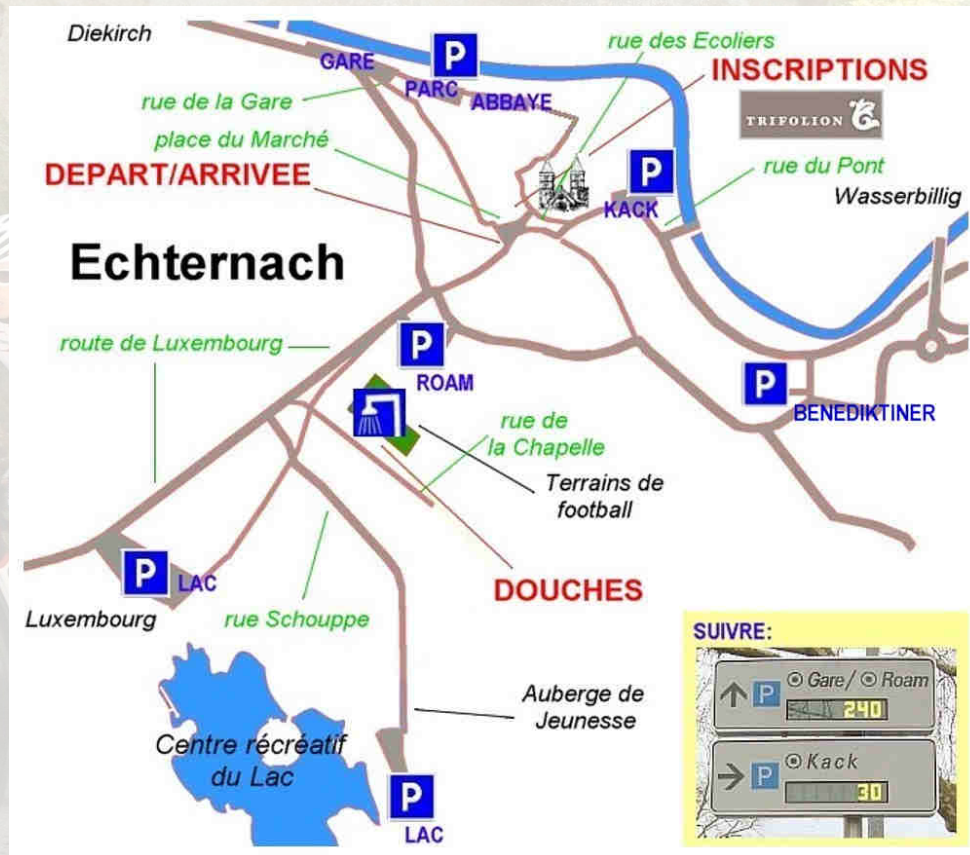 Diekirch
P
GARE
PARC
ABBAYE
rue des Ecoliers
INSCRIPTIONS
TRIFOLION
rue de la Gare
place du Marché
DEPART/ARRIVEE
P
KACK
rue du Pont
Wasserbillig
Echternach
route de Luxembourg
P
ROAM
P
BENEDIKTINER
rue de
la Chapelle
Terrains de
football
P
LAC
DOUCHES
Luxembourg
rue Schouppe
Centre récréatif
du Lac
Auberge de
Jeunesse
P
LAC
SUIVRE:
P Gare/ Roam
240
P Kack
30